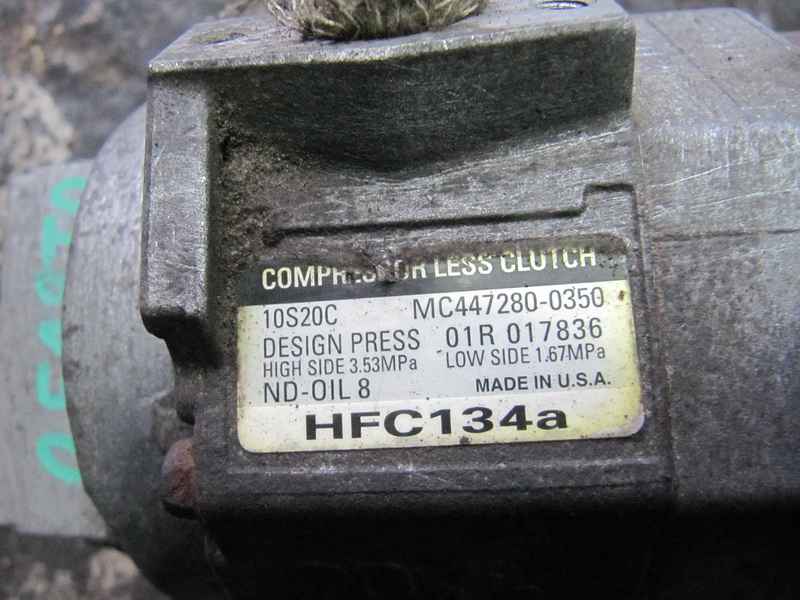 COMPRESSOR LESS CLUTCH
10S20C MC447280-0350
DESIGN PRESS 01R 017836
HIGH SIDE 3.53MPa LOW SIDE 1.67MPa
ND-OIL 8 MADE IN U.S.A.
HFC134a